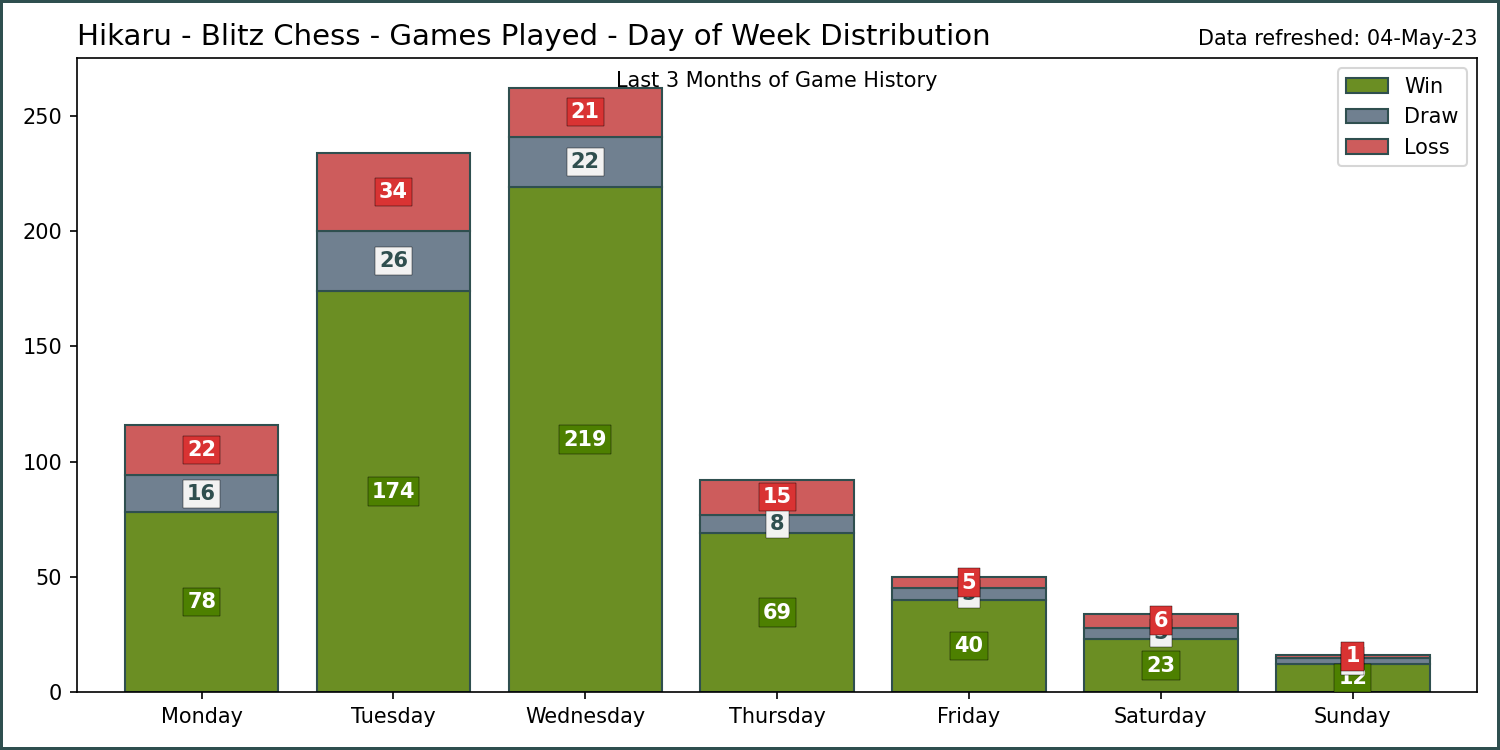 Hikaru - Blitz Chess - Games Played - Day of Week Distribution
Data refreshed: 04-May-23
Last 3 Months of Game History
Win
Draw
Loss
250
200
150
100
50
0
22
16
78
34
26
174
21
22
219
15
8
69
5
40
6
23
1
12
Monday
Tuesday
Wednesday
Thursday
Friday
Saturday
Sunday